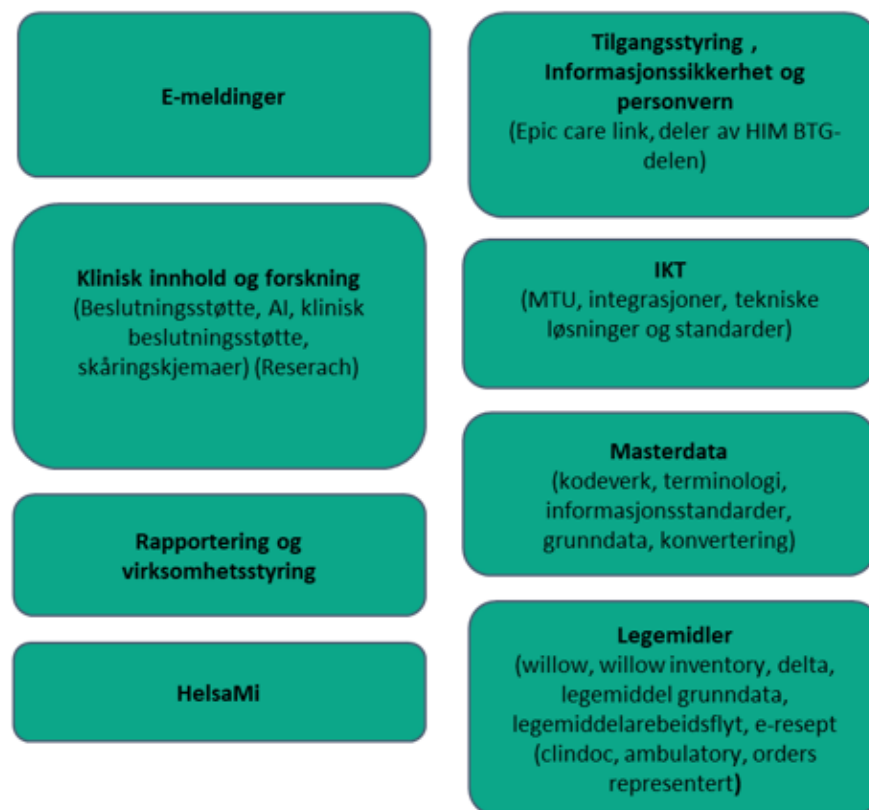 E-meldinger
Klinisk innhold og forskning
(Beslutningsstøtte, AI, klinisk
beslutningsstøtte,
skåringskjemaer) (Reserach)
Rapportering og
virksomhetsstyring
HelsaMi
Tilgangsstyring ,
Informasjonssikkerhet og
personvern
(Epic care link, deler av HIM BTG-
delen)
IKT
(MTU, integrasjoner, tekniske
løsninger og standarder)
Masterdata
(kodeverk, terminologi,
informasjonsstandarder,
grunndata, konvertering)
Legemidler
(willow, willow inventory, delta,
legemiddel grunndata,
legemiddelarebeidsflyt, e-resept
(clindoc, ambulatory, orders
representert)